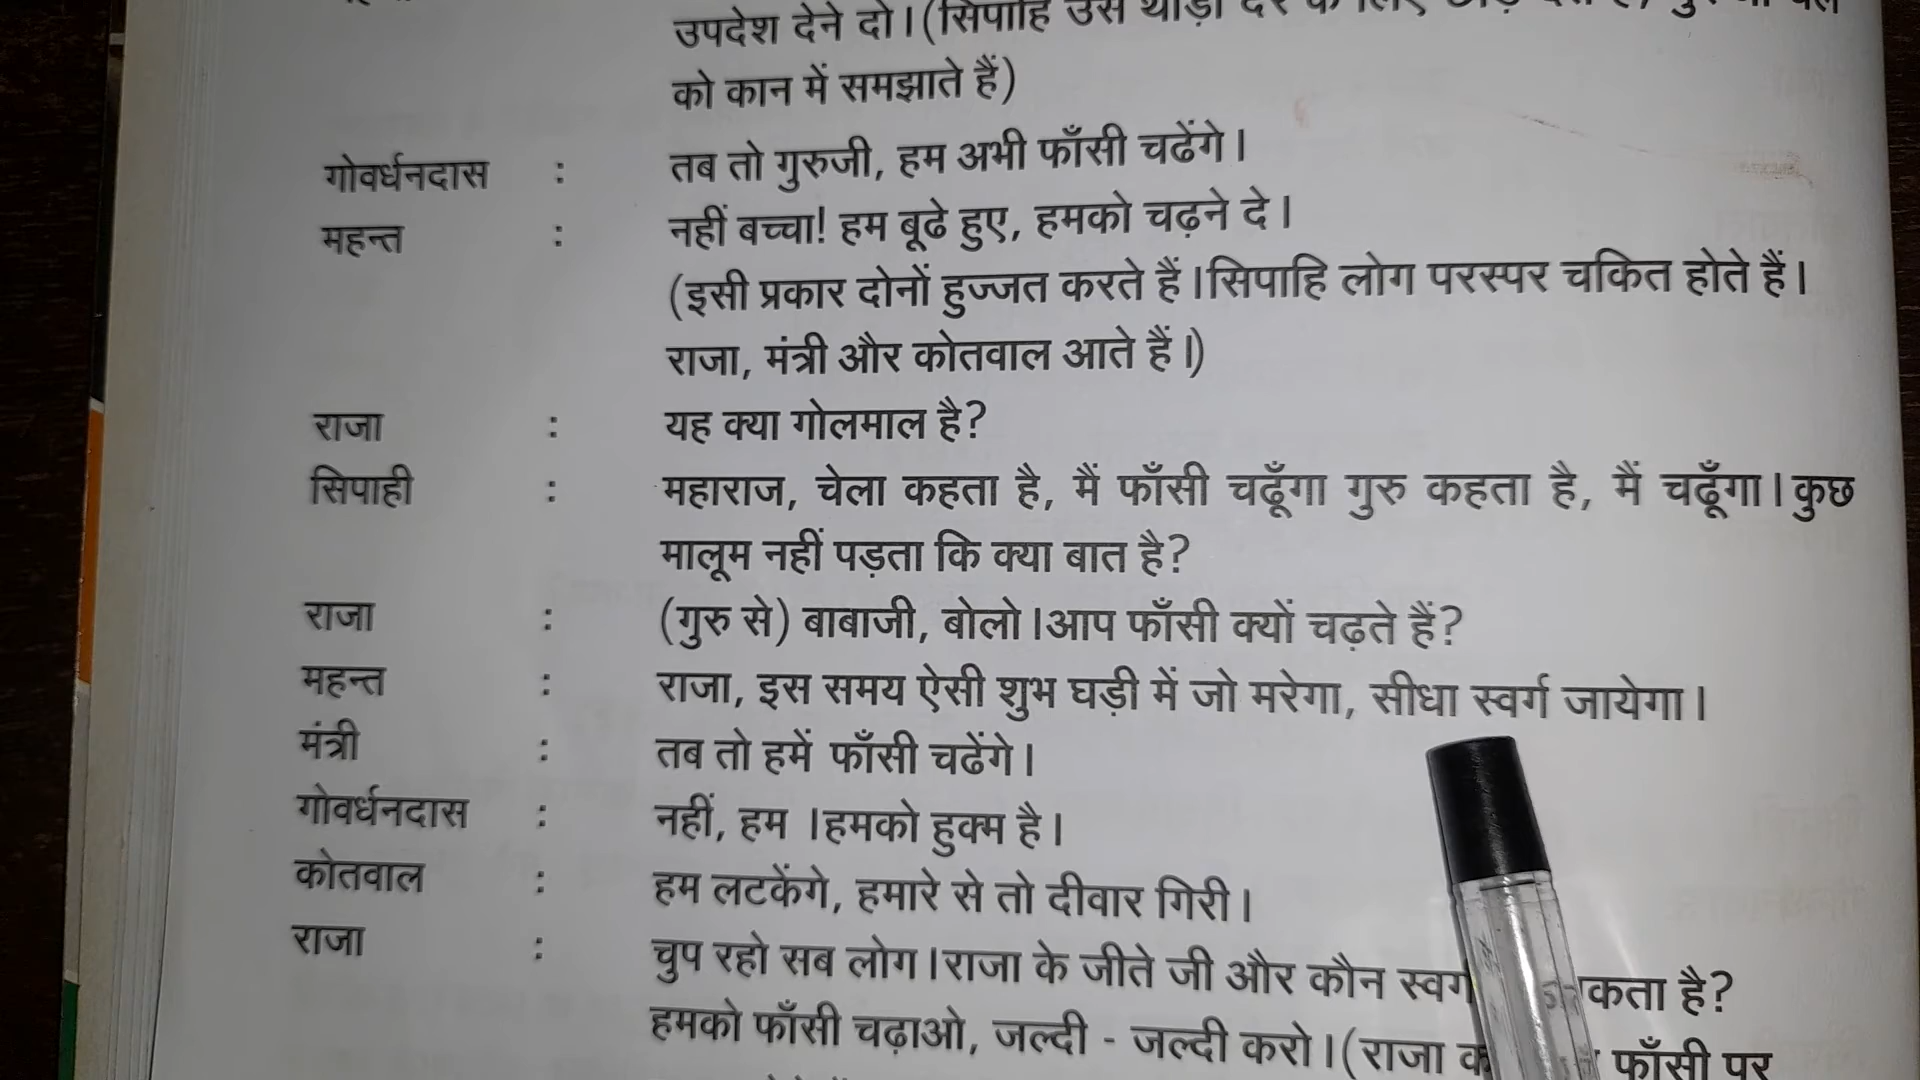 उपदेश देने दो। (सिपाहि उसे थोड़ी देर के लिए
को कान में समझाते हैं)
गोवर्धनदास : तब तो गुरुजी, हम अभी फाँसी चढेंगे।
महन्त : नहीं बच्चा! हम बूढे हुए, हमको चढ़ने दे।
(इसी प्रकार दोनों हुज्जत करते हैं।सिपाहि लोग परस्पर चकित होते हैं।
राजा, मंत्री और कोतवाल आते हैं।)
राजा : यह क्या गोलमाल है?
सिपाही : महाराज, चेला कहता है, मैं फाँसी चढ़ूँगा गुरु कहता है, मैं चढ़ूँगा।कुछ
मालूम नहीं पड़ता कि क्या बात है?
राजा : (गुरु से) बाबाजी, बोलो।आप फाँसी क्यों चढ़ते हैं?
महन्त : राजा, इस समय ऐसी शुभ घड़ी में जो मरेगा, सीधा स्वर्ग जायेगा।
मंत्री : तब तो हमें फाँसी चढेंगे।
गोवर्धनदास : नहीं, हम ।हमको हुक्म है।
कोतवाल : हम लटकेंगे, हमारे से तो दीवार गिरी।
राजा : चुप रहो सब लोग।राजा के जीते जी और कौन है?
हमको फाँसी चढ़ाओ, जल्दी - जल्दी करो।(राजा फाँसी पर